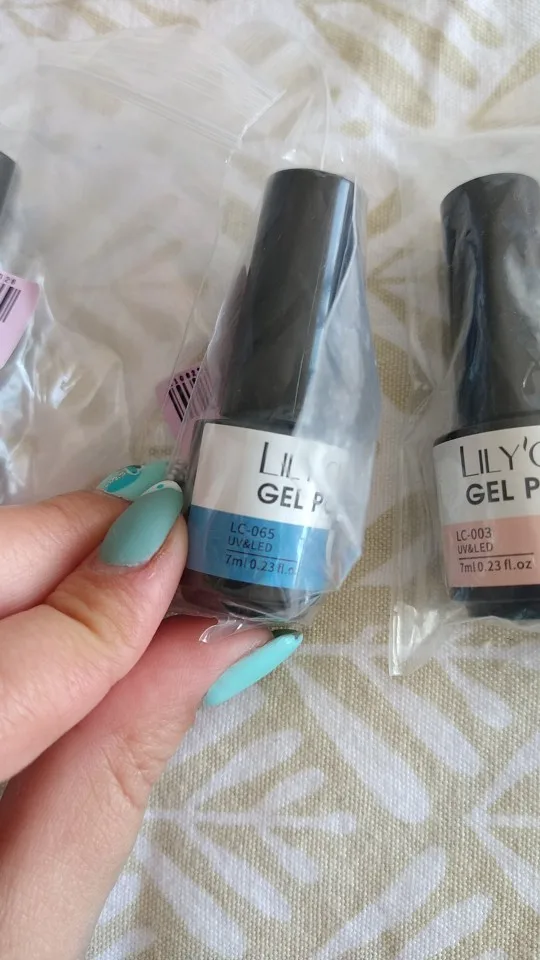 LILY'
GEL P
LC-065
UV&LED
7ml 0.23 fl.oz
LILY'
GEL P
LC-003
UV&LED
7ml 0.23 fl.oz